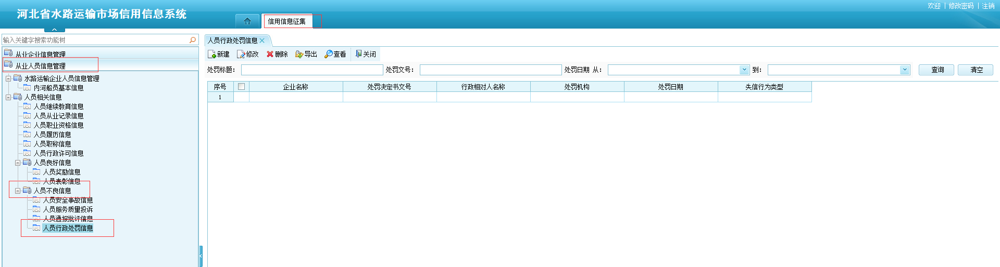 河北省水路运输市场信用信息系统
欢迎 | 修改密码 | 注销
信用信息征集
输入关键字搜索功能树
从业企业信息管理
从业人员信息管理
水路运输企业人员信息管理
内河船员基本信息
人员相关信息
人员继续教育信息
人员从业记录信息
人员职业资格信息
人员履历信息
人员职称信息
人员行政许可信息
人员良好信息
人员奖励信息
人员表彰信息
人员不良信息
人员安全事故信息
人员服务质量投诉
人员通报批评信息
人员行政处罚信息
人员行政处罚信息
新建 修改 删除 导出 查看 关闭
处罚标题： 处罚文号： 处罚日期 从： 到： 查询 清空
序号 企业名称 处罚决定书文号 行政相对人名称 处罚机构 处罚日期 失信行为类型
1